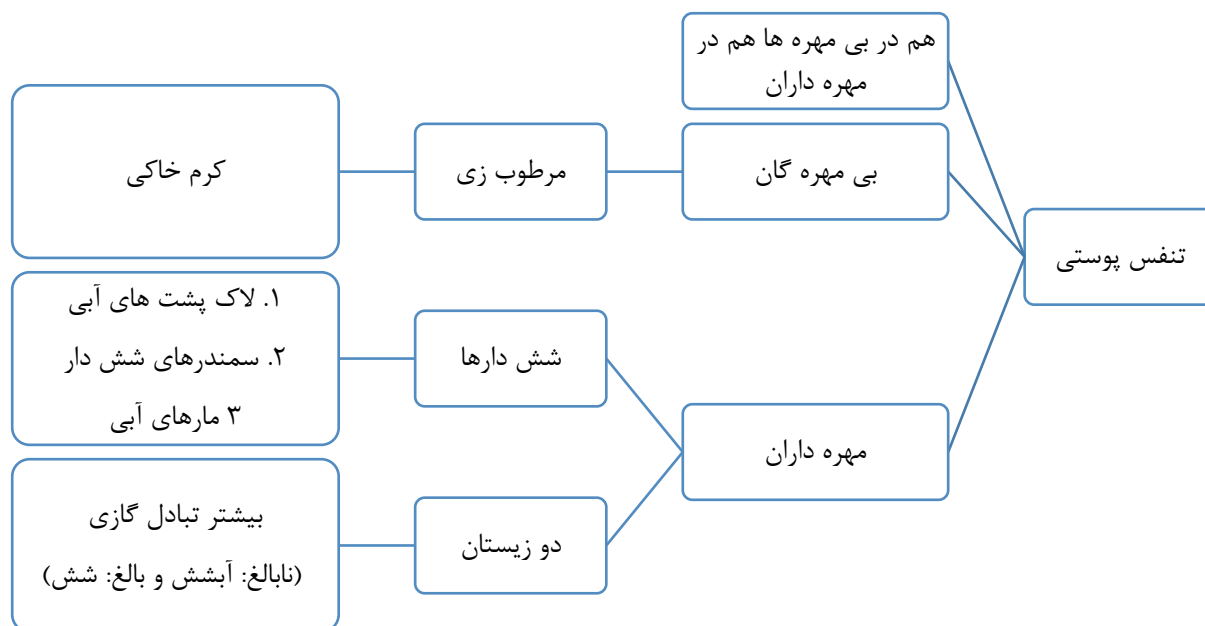 تنفس پوستی
هم در بی مهره ها هم در
مهره داران
بی مهره گان
مرطوب زی
کرم خاکی
مهره داران
شش دارها
۱. لاک پشت های آبی
۲. سمندرهای شش دار
۳ مارهای آبی
دو زیستان
بیشتر تبادل گازی
(نابالغ: آبشش و بالغ: شش)